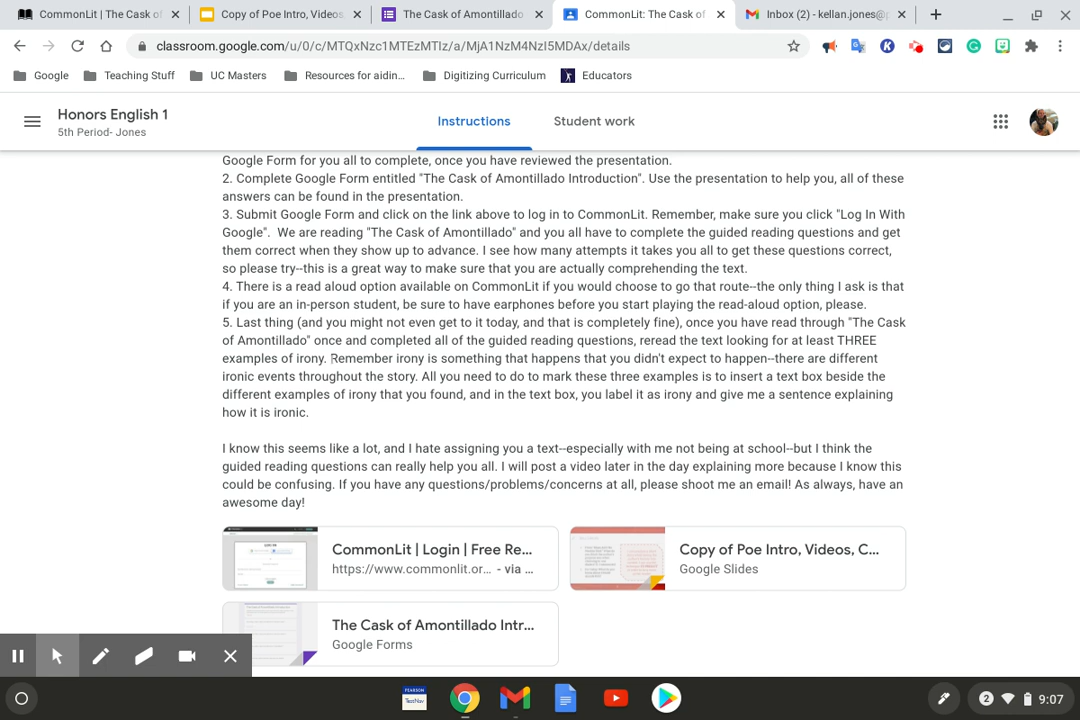 CommonLit | The Cask of
Copy of Poe Intro, Videos,
The Cask of Amontillado
CommonLit: The Cask of
Inbox (2) - kellan.jones@
classroom.google.com/u/0/c/MTQxNzc1MTEzMTIz/a/MjA1NzM4NzI5MDAx/details
Google
Teaching Stuff
UC Masters
Resources for aidin...
Digitizing Curriculum
Educators
Honors English 1
5th Period- Jones
Instructions
Student work
Google Form for you all to complete, once you have reviewed the presentation.
2. Complete Google Form entitled "The Cask of Amontillado Introduction". Use the presentation to help you, all of these
answers can be found in the presentation.
3. Submit Google Form and click on the link above to log in to CommonLit. Remember, make sure you click "Log In With
Google".  We are reading "The Cask of Amontillado" and you all have to complete the guided reading questions and get
them correct when they show up to advance. I see how many attempts it takes you all to get these questions correct,
so please try--this is a great way to make sure that you are actually comprehending the text.
4. There is a read aloud option available on CommonLit if you would choose to go that route--the only thing I ask is that
if you are an in-person student, be sure to have earphones before you start playing the read-aloud option, please.
5. Last thing (and you might not even get to it today, and that is completely fine), once you have read through "The Cask
of Amontillado" once and completed all of the guided reading questions, reread the text looking for at least THREE
examples of irony. Remember irony is something that happens that you didn't expect to happen--there are different
ironic events throughout the story. All you need to do to mark these three examples is to insert a text box beside the
different examples of irony that you found, and in the text box, you label it as irony and give me a sentence explaining
how it is ironic.
I know this seems like a lot, and I hate assigning you a text--especially with me not being at school--but I think the
guided reading questions can really help you all. I will post a video later in the day explaining more because I know this
could be confusing. If you have any questions/problems/concerns at all, please shoot me an email! As always, have an
awesome day!
CommonLit | Login | Free Re...
https://www.commonlit.or... - via ...
Copy of Poe Intro, Videos, C...
Google Slides
The Cask of Amontillado Intr...
Google Forms
PEARSON
TestNav
2
9:07